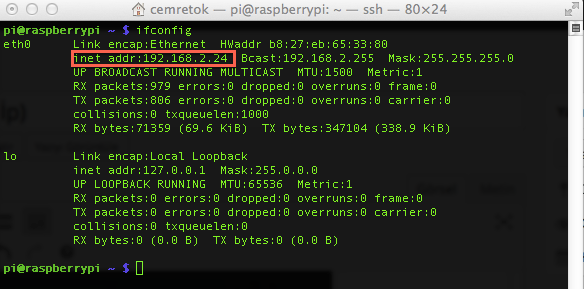 cemretok — pi@raspberrypi: ~ — ssh — 80×24
pi@raspberrypi ~ $ ifconfig
eth0      Link encap:Ethernet  HWaddr b8:27:eb:65:33:80
          inet addr:192.168.2.24  Bcast:192.168.2.255  Mask:255.255.255.0
          UP BROADCAST RUNNING MULTICAST  MTU:1500  Metric:1
          RX packets:979 errors:0 dropped:0 overruns:0 frame:0
          TX packets:806 errors:0 dropped:0 overruns:0 carrier:0
          collisions:0 txqueuelen:1000
          RX bytes:71359 (69.6 KiB)  TX bytes:347104 (338.9 KiB)
lo        Link encap:Local Loopback
          inet addr:127.0.0.1  Mask:255.0.0.0
          UP LOOPBACK RUNNING  MTU:65536  Metric:1
          RX packets:0 errors:0 dropped:0 overruns:0 frame:0
          TX packets:0 errors:0 dropped:0 overruns:0 carrier:0
          collisions:0 txqueuelen:0
          RX bytes:0 (0.0 B)  TX bytes:0 (0.0 B)
pi@raspberrypi ~ $